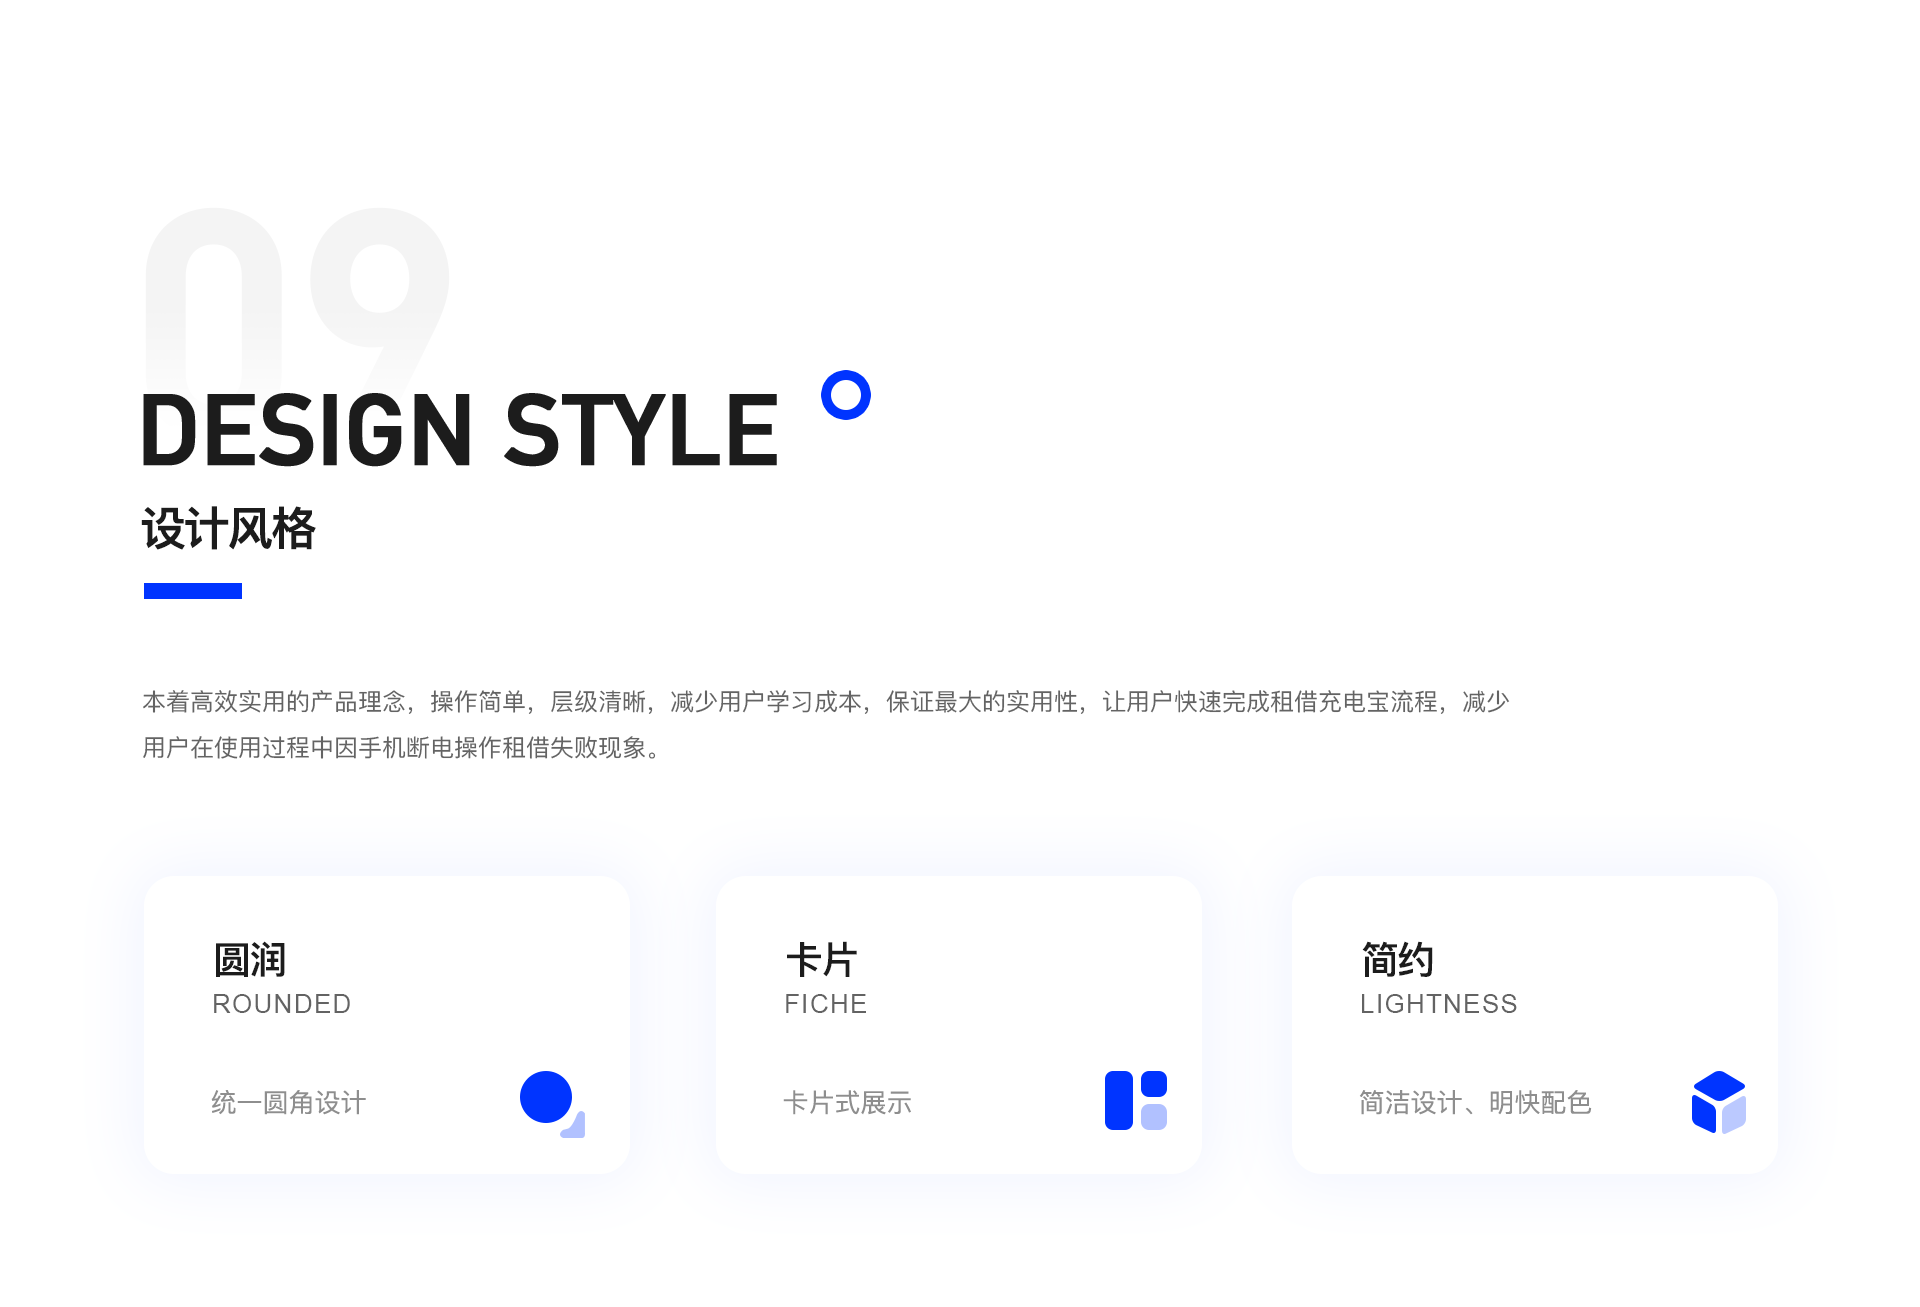 09
DESIGN STYLE
设计风格
本着高效实用的产品理念，操作简单，层级清晰，减少用户学习成本，保证最大的实用性，让用户快速完成租借充电宝流程，减少
用户在使用过程中因手机断电操作租借失败现象。
圆润
ROUNDED
统一圆角设计
卡片
FICHE
卡片式展示
简约
LIGHTNESS
简洁设计、明快配色